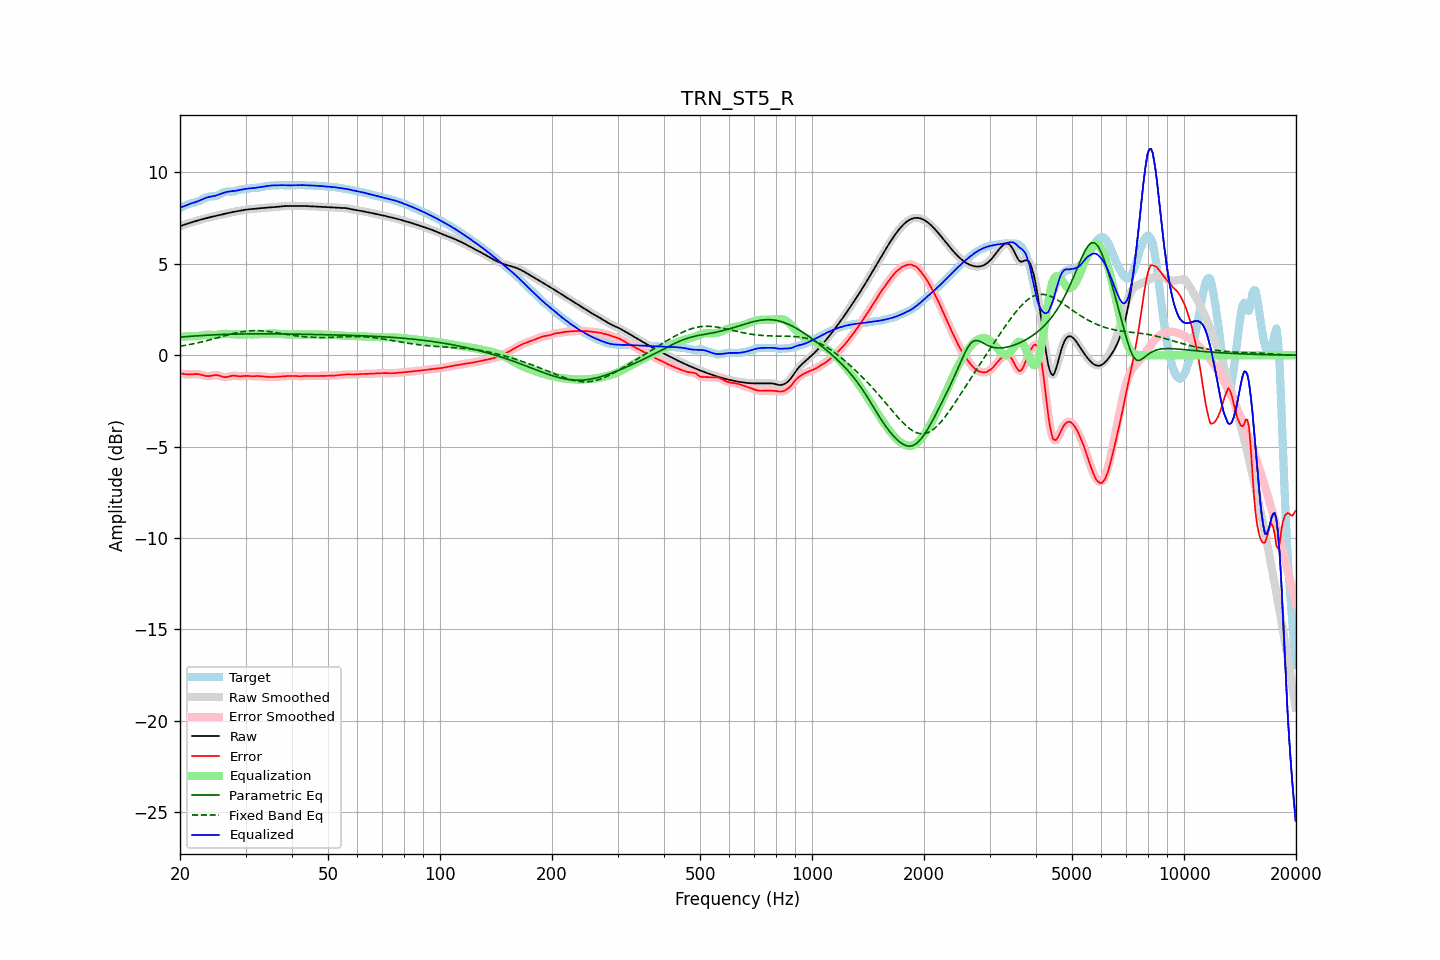 TRN_ST5_R
Amplitude (dBr)
10
5
0
−5
−10
−15
−20
−25
Target
Raw Smoothed
Error Smoothed
Raw
Error
Equalization
Parametric Eq
Fixed Band Eq
Equalized
20
50
100
200
500
1000
2000
5000
10000
20000
Frequency (Hz)